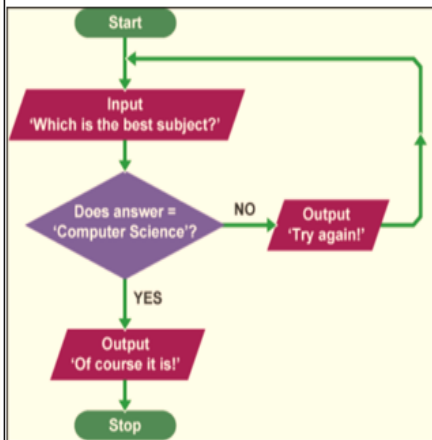 Start
Input
‘Which is the best subject?’
Does answer =
‘Computer Science’?
NO
Output
‘Try again!’
YES
Output
‘Of course it is!’
Stop